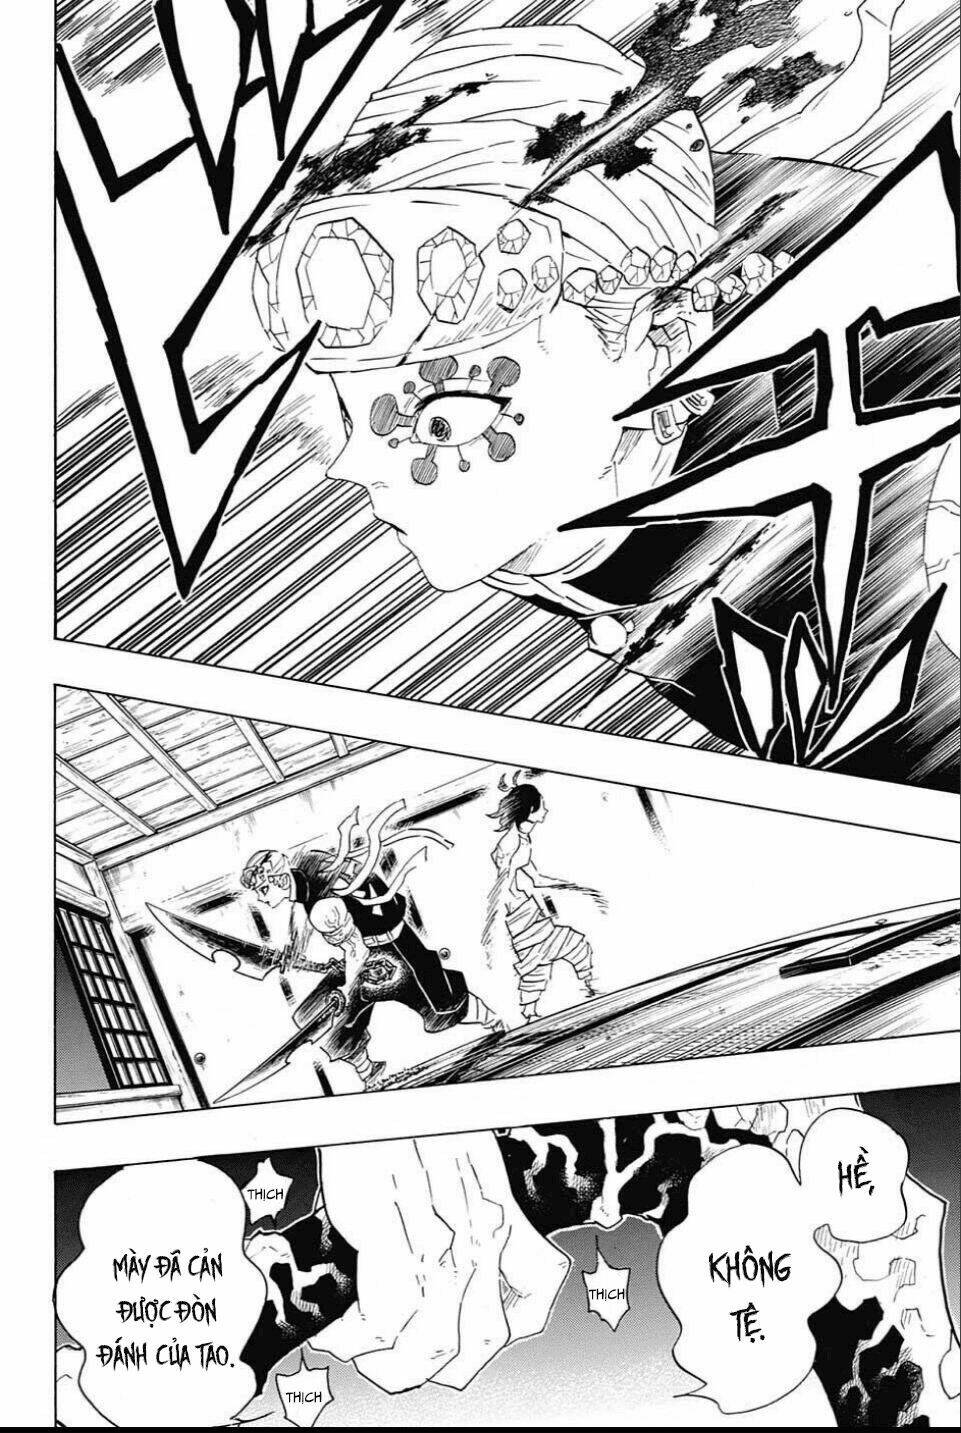 HỀ,
KHÔNG
TỆ.
THỊCH
THỊCH
MÀY ĐÃ CẢN
ĐƯỢC ĐÒN
ĐÁNH CỦA TAO.
THỊCH